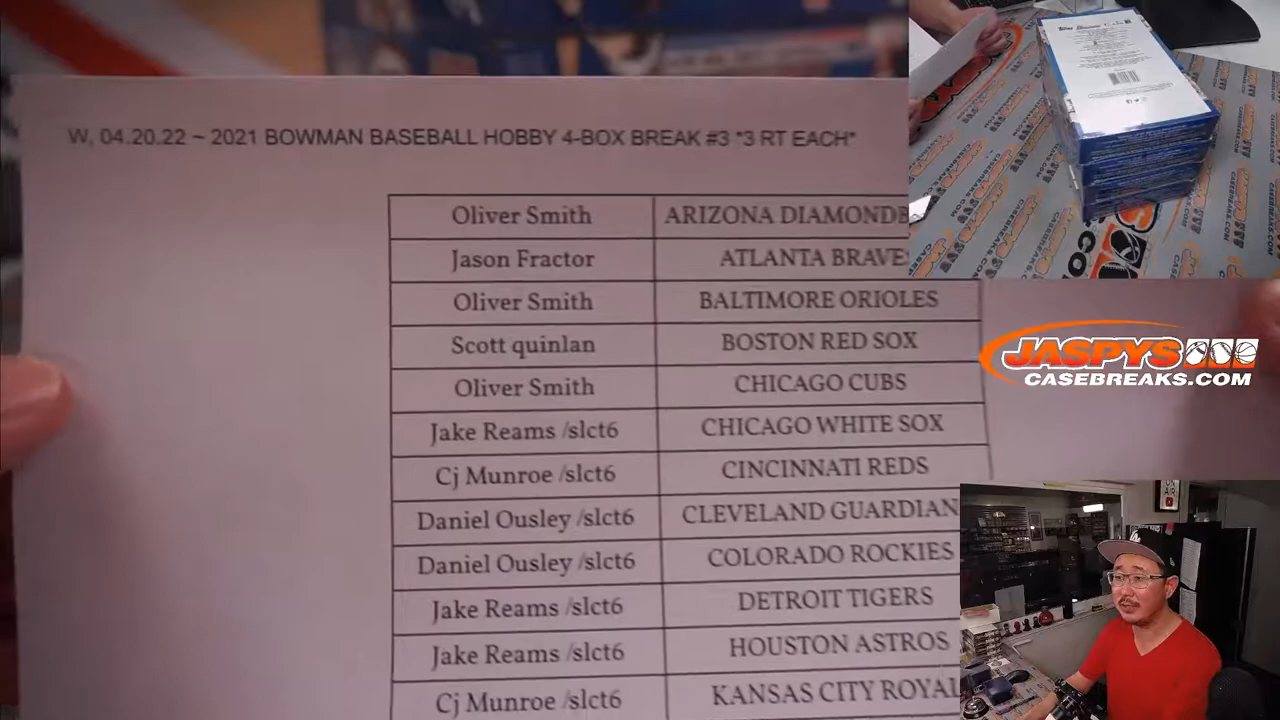 W, 04.20.22 ~ 2021 BOWMAN BASEBALL HOBBY 4-BOX BREAK #3 *3 RT EACH*
Oliver Smith ARIZONA DIAMONDB
Jason Fractor ATLANTA BRAVE
Oliver Smith BALTIMORE ORIOLES
Scott quinlan BOSTON RED SOX
Oliver Smith CHICAGO CUBS
Jake Reams /slct6 CHICAGO WHITE SOX
Cj Munroe /slct6 CINCINNATI REDS
Daniel Ousley /slct6 CLEVELAND GUARDIAN
Daniel Ousley /slct6 COLORADO ROCKIES
Jake Reams /slct6 DETROIT TIGERS
Jake Reams /slct6 HOUSTON ASTROS
Cj Munroe /slct6 KANSAS CITY ROYAL
JASPYS
CASEBREAKS.COM